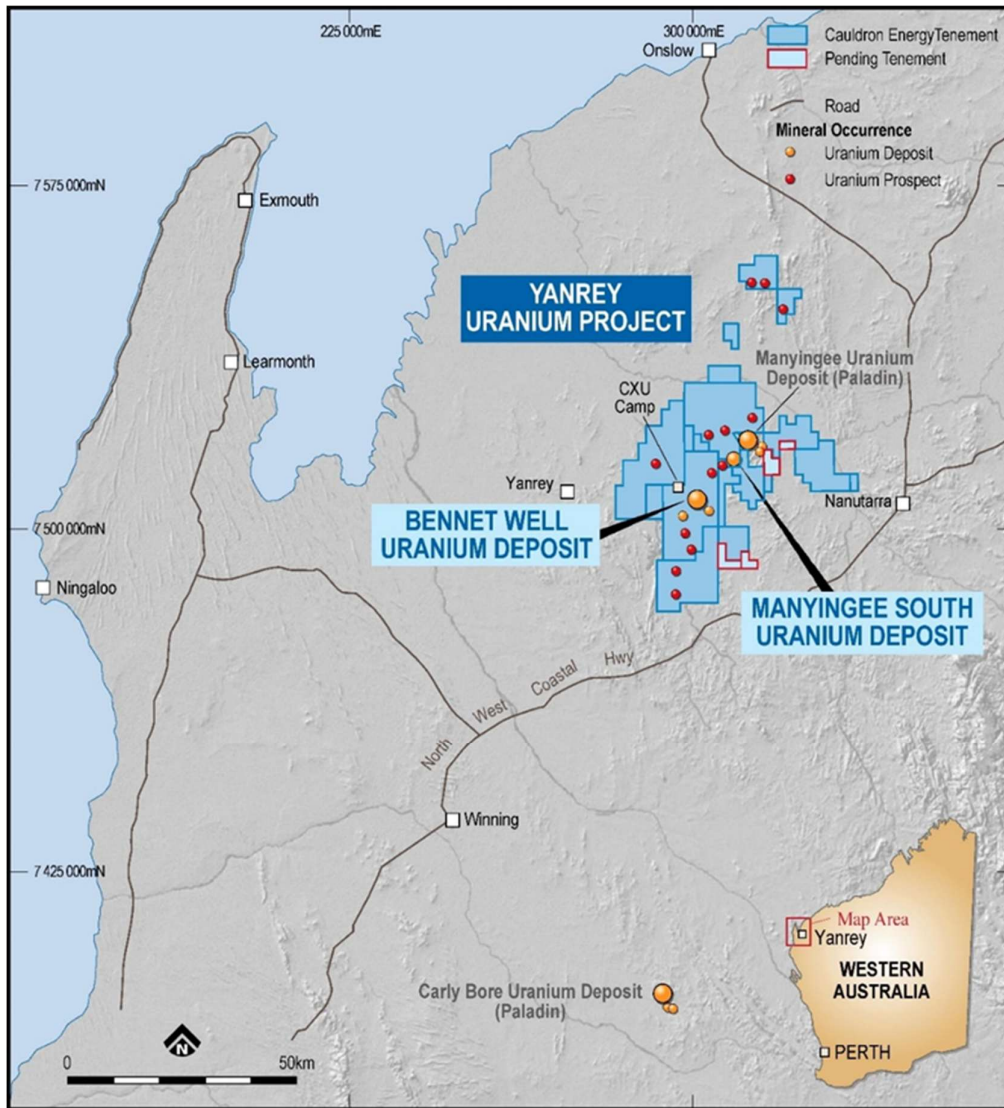 225 000mE
300 000mE
Onslow
Cauldron EnergyTenement
Pending Tenement
Road
Mineral Occurrence
Uranium Deposit
Uranium Prospect
7 575 000mN
Exmouth
YANREY
URANIUM PROJECT
Learmonth
Manyingee Uranium
Deposit (Paladin)
CXU
Camp
Yanrey
Nanutarra
BENNET WELL
URANIUM DEPOSIT
7 500 000mN
Ningaloo
MANYINGEE SOUTH
URANIUM DEPOSIT
North West Coastal Hwy
Winning
7 425 000mN
Map Area
Yanrey
WESTERN
AUSTRALIA
PERTH
Carly Bore Uranium Deposit
(Paladin)
N
0
50km